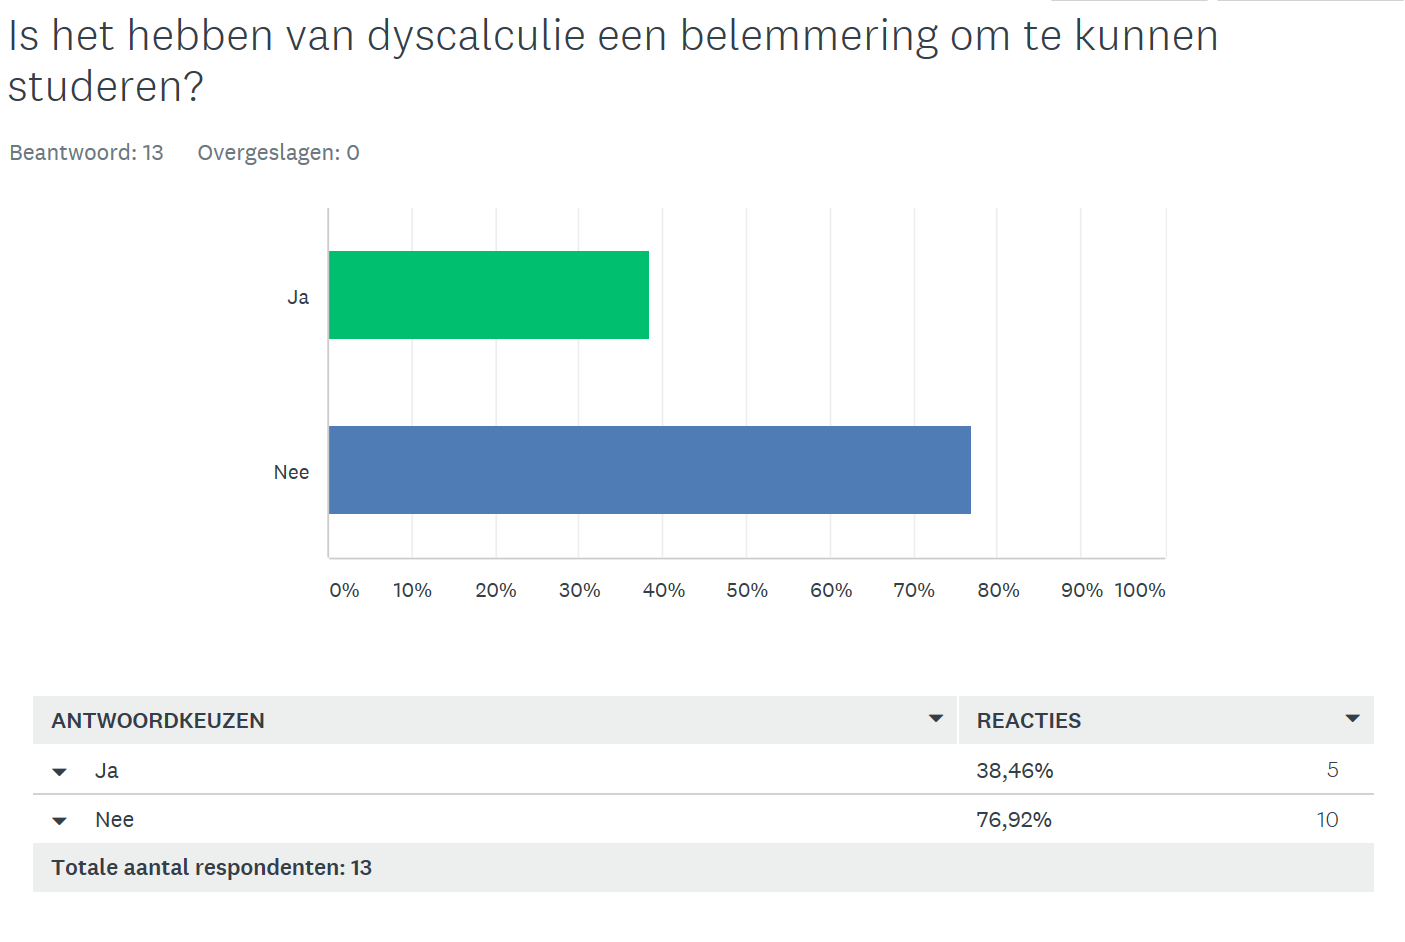 Is het hebben van dyscalculie een belemmering om te kunnen
studeren?
Beantwoord: 13 Overgeslagen: 0
Ja
Nee
0% 10% 20% 30% 40% 50% 60% 70% 80% 90% 100%
ANTWOORDKEUZEN REACTIES
Ja 38,46% 5
Nee 76,92% 10
Totale aantal respondenten: 13